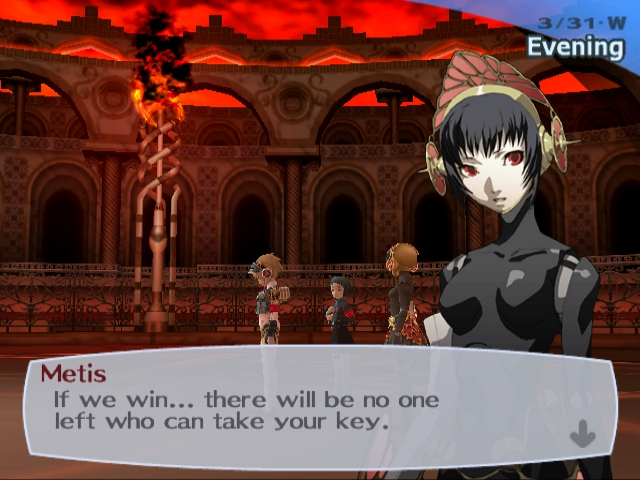 3/31·W
Evening
Metis
If we win... there will be no one
left who can take your key.